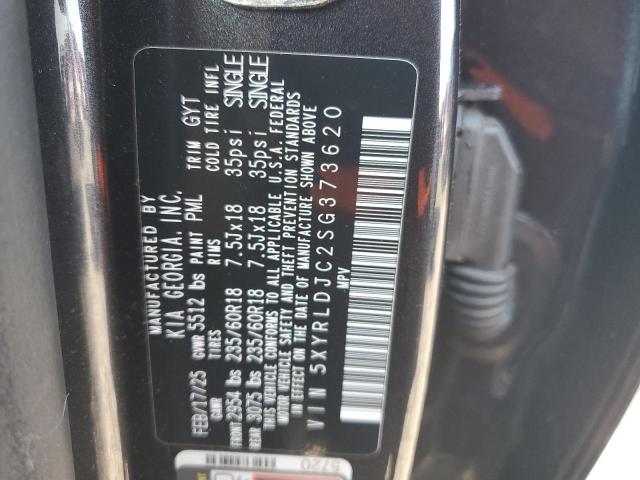 MANUFACTURED BY
KIA GEORGIA, INC.
FEB/17/25 GVWR 5512 lbs PAINT PML TRIM GYT
GAWR TIRES RIMS COLD TIRE INFL
FRONT 2954 lbs 235/60R18 7.5Jx18 35psi SINGLE
REAR 3075 lbs 235/60R18 7.5Jx18 35psi SINGLE
THIS VEHICLE CONFORMS TO ALL APPLICABLE U.S.A. FEDERAL
MOTOR VEHICLE SAFETY AND THEFT PREVENTION STANDARDS
IN EFFECT ON THE DATE OF MANUFACTURE SHOWN ABOVE
VIN 5XYRLDJC2SG373620
MPV
5720